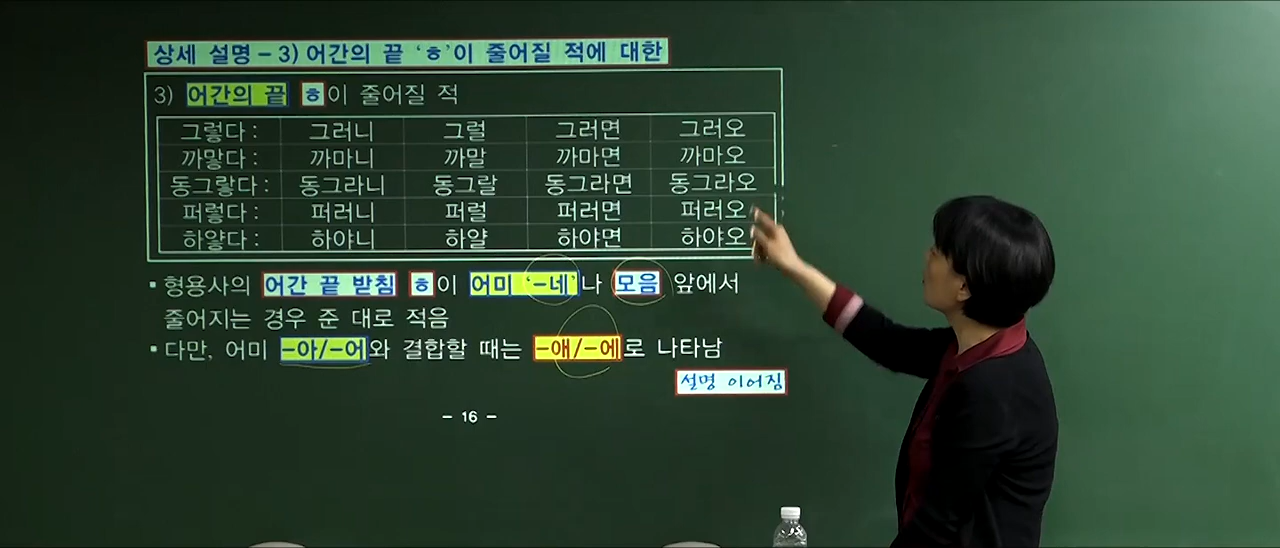 상세 설명 – 3) 어간의 끝 ‘ㅎ’이 줄어질 적에 대한
3) 어간의 끝 ㅎ이 줄어질 적
그렇다 : 그러니 그럴 그러면 그러오
까맣다 : 까마니 까말 까마면 까마오
동그랗다 : 동그라니 동그랄 동그라면 동그라오
퍼렇다 : 퍼러니 퍼럴 퍼러면 퍼러오
하얗다 : 하야니 하얄 하야면 하야오
▪ 형용사의 어간 끝 받침 ㅎ이 어미 ‘–네’나 모음 앞에서
줄어지는 경우 준 대로 적음
▪ 다만, 어미 –아/–어와 결합할 때는 –애/–에로 나타남
설명 이어짐
– 16 –